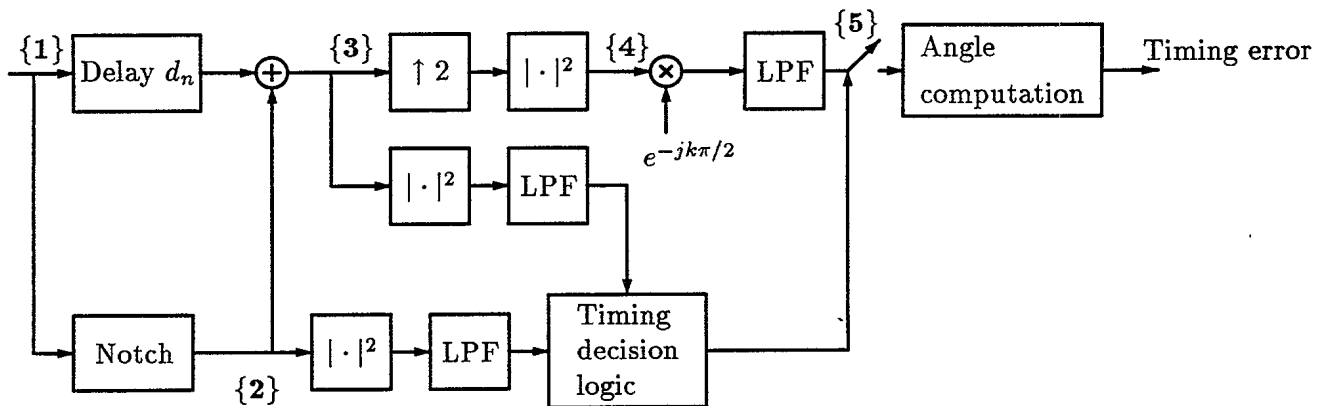 {1}
Delay dₙ
+
{3}
↑ 2
| · |²
{4}
×
e^{-jkπ/2}
LPF
{5}
Angle
computation
Timing error
| · |²
LPF
Notch
{2}
| · |²
LPF
Timing
decision
logic